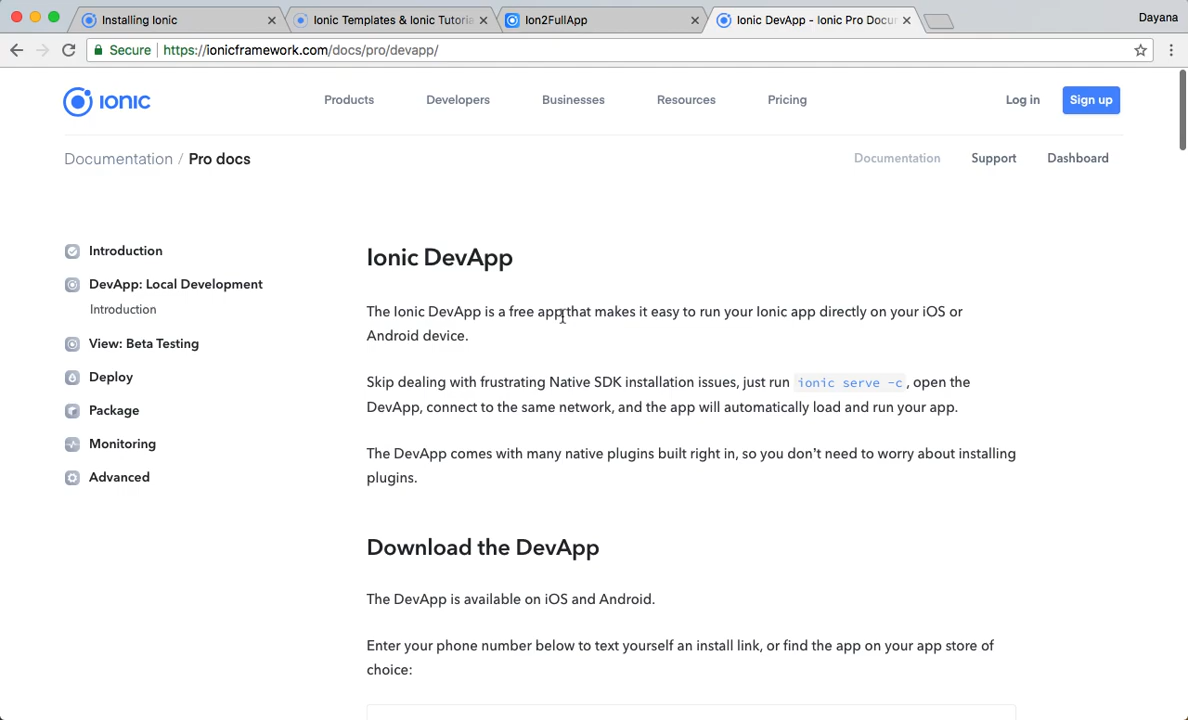 Installing Ionic
Ionic Templates & Ionic Tutoria
Ion2FullApp
Ionic DevApp - Ionic Pro Docu
Dayana
Secure
https://ionicframework.com/docs/pro/devapp/
IONIC
Products
Developers
Businesses
Resources
Pricing
Log in
Sign up
Documentation / Pro docs
Documentation
Support
Dashboard
Introduction
DevApp: Local Development
Introduction
View: Beta Testing
Deploy
Package
Monitoring
Advanced
Ionic DevApp
The Ionic DevApp is a free app that makes it easy to run your Ionic app directly on your iOS or
Android device.
Skip dealing with frustrating Native SDK installation issues, just run ionic serve -c, open the
DevApp, connect to the same network, and the app will automatically load and run your app.
The DevApp comes with many native plugins built right in, so you don't need to worry about installing
plugins.
Download the DevApp
The DevApp is available on iOS and Android.
Enter your phone number below to text yourself an install link, or find the app on your app store of
choice: